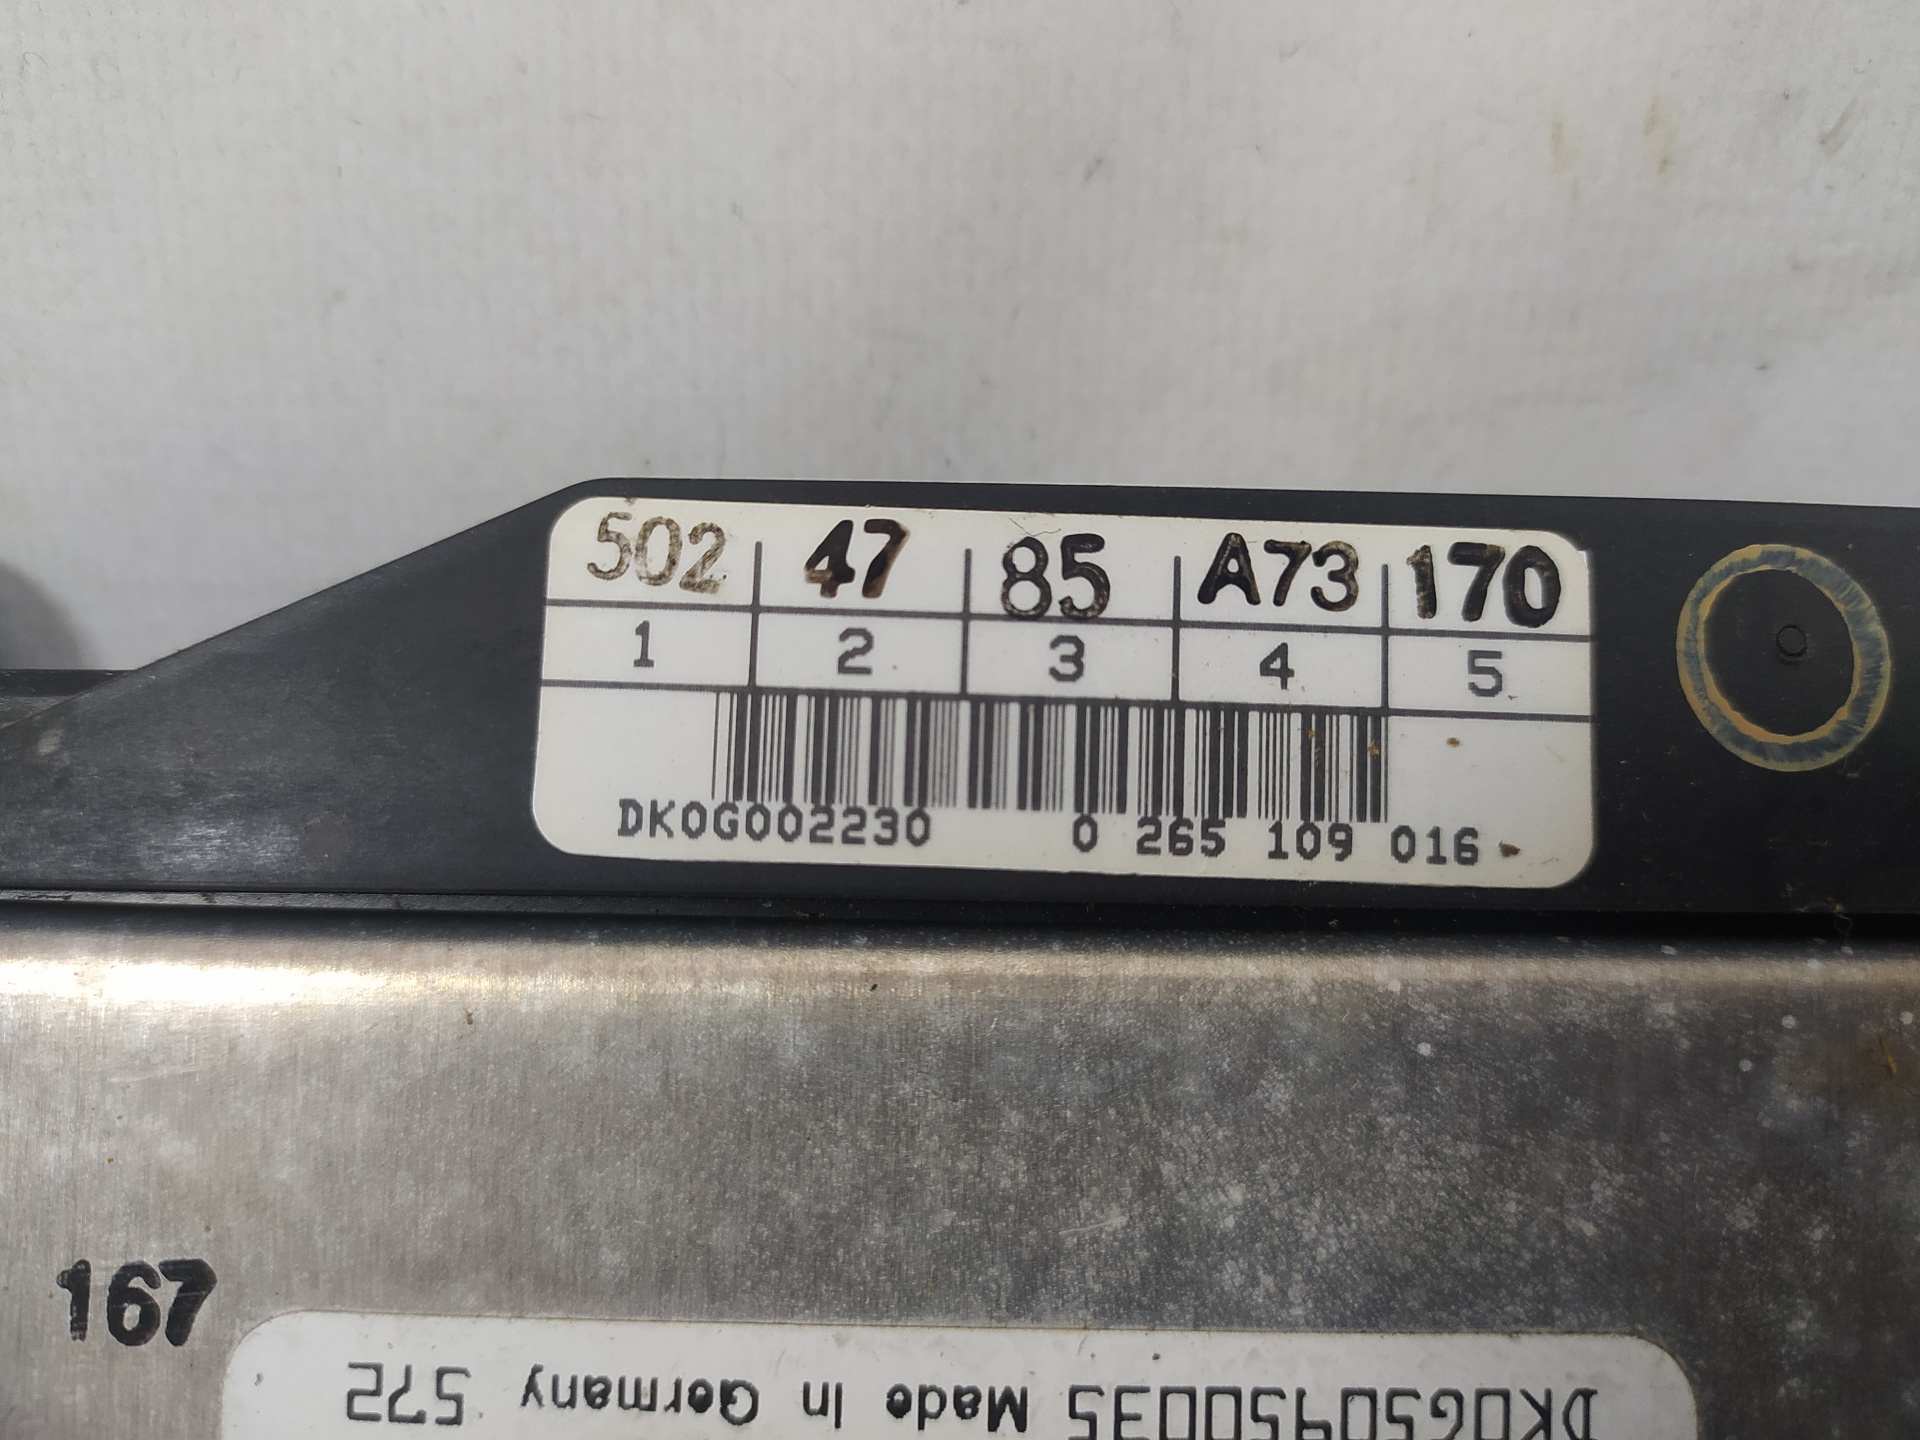 502 47 85 A73 170
1 2 3 4 5
DK0G002230 0 265 109 016
167
DK0G50950035 Made In Germany 572